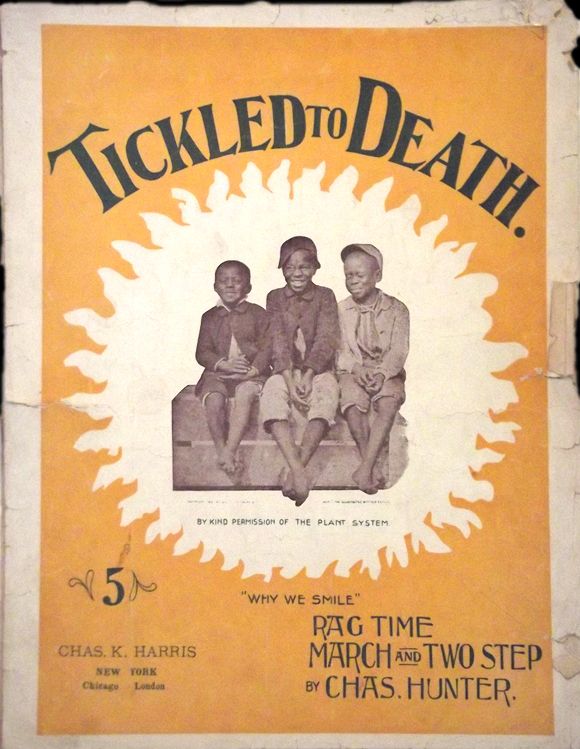 TICKLED TO DEATH.
BY KIND PERMISSION OF THE PLANT SYSTEM.
5
"WHY WE SMILE"
RAG TIME
MARCH AND TWO STEP
BY CHAS. HUNTER.
CHAS. K. HARRIS
NEW YORK
Chicago London